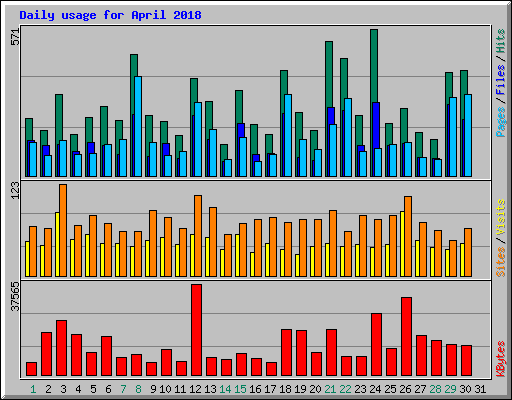 Daily usage for April 2018
571
Pages / Files / Hits
123
Sites / Visits
37565
KBytes
1 2 3 4 5 6 7 8 9 10 11 12 13 14 15 16 17 18 19 20 21 22 23 24 25 26 27 28 29 30 31